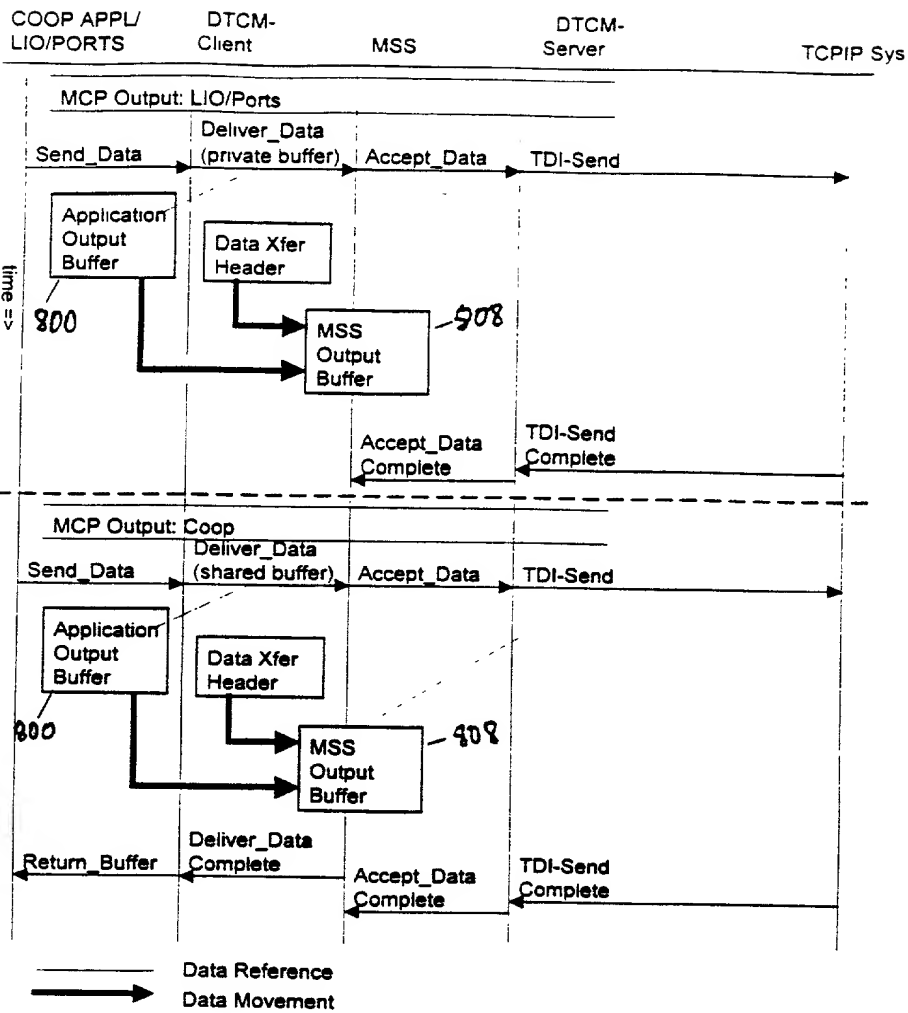 COOP APPL/
LIO/PORTS
DTCM-
Client
MSS
DTCM-
Server
TCPIP Sys
MCP Output: LIO/Ports
Send_Data
Deliver_Data
(private buffer)
Accept_Data
TDI-Send
Application
Output
Buffer
Data Xfer
Header
time =>
800
MSS
Output
Buffer
808
Accept_Data
Complete
TDI-Send
Complete
MCP Output: Coop
Send_Data
Deliver_Data
(shared buffer)
Accept_Data
TDI-Send
Application
Output
Buffer
Data Xfer
Header
800
MSS
Output
Buffer
808
Return_Buffer
Deliver_Data
Complete
Accept_Data
Complete
TDI-Send
Complete
Data Reference
Data Movement